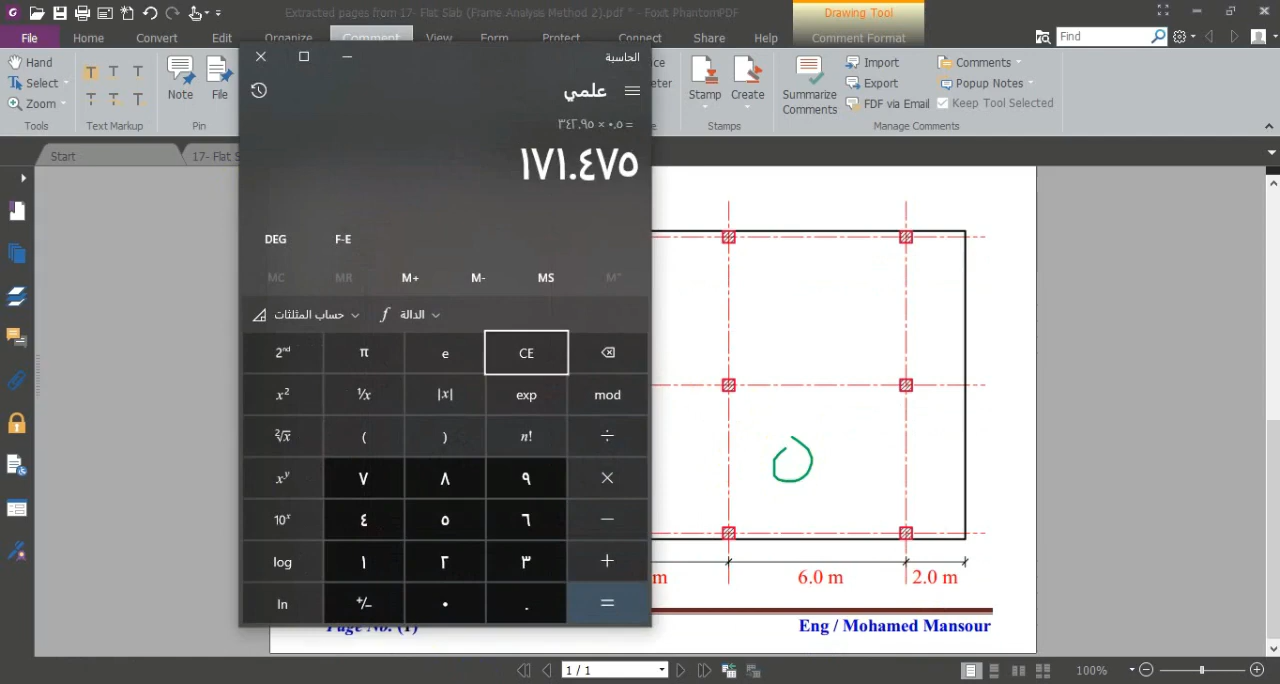 Extracted pages from 17- Flat Slab (Frame Analysis Method 2).pdf * - Foxit PhantomPDF
Drawing Tool
File Home Convert Edit Organize Comment View Form Protect Connect Share Help Comment Format
Find
Hand
Select
Zoom
Tools
T T T
T T T
Text Markup
Note
File
Pin
Stamp
Create
Stamps
Summarize Comments
Import
Export
FDF via Email
Comments
Popup Notes
Keep Tool Selected
Manage Comments
Start
17- Flat S
الحاسبة
علمي
٣٤٢.٩٥ × ٠.٥ =
١٧١.٤٧٥
DEG F-E
MC MR M+ M- MS M˅
حساب المثلثات
الدالة
2ⁿᵈ π e CE
x² ¹/x |x| exp mod
²√x ( ) n! ÷
xʸ ٧ ٨ ٩ ×
10ˣ ٤ ٥ ٦ −
log ١ ٢ ٣ +
ln +/− ٠ . =
m
6.0 m
2.0 m
Page No. (1)
Eng / Mohamed Mansour
1 / 1
100%